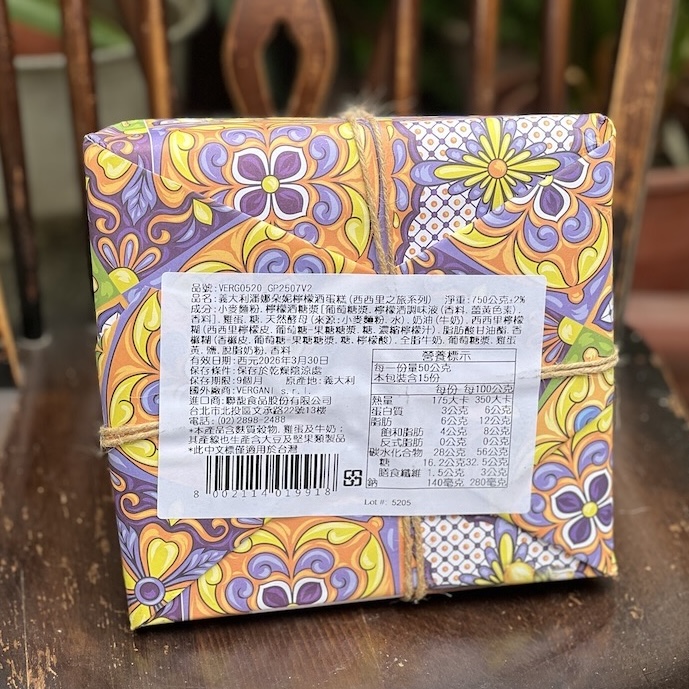 品號:VERG0520_GP2507V2
品名:義大利潘娜朵妮檸檬酒蛋糕(西西里之旅系列) 淨重:750公克±2%
成分:小麥麵粉,檸檬酒糖漿[葡萄糖漿,檸檬酒調味液(香料,薑黃色素),
香料],雞蛋,糖,天然酵母(來源:小麥麵粉,水),奶油(牛奶),西西里檸檬
糊(西西里檸檬皮,葡萄糖-果糖糖漿,糖,濃縮檸檬汁),脂肪酸甘油酯,香
櫞糊(香櫞皮,葡萄糖-果糖糖漿,糖,檸檬酸),全脂牛奶,葡萄糖漿,雞蛋
黃,鹽,脫脂奶粉,香料
有效日期:西元2026年3月30日
保存條件:保存於乾燥陰涼處
保存期限:9個月 原產地:義大利
國外廠商:VERGANI s.r.l.
進口商:聯馥食品股份有限公司
台北市北投區文承路22號13樓
電話:(02)2898-2488
*本產品含麩質穀物,雞蛋及牛奶;
其產線也生產含大豆及堅果類製品
*此中文標僅適用於台灣
8 002114 019918
營養標示
每一份量50公克
本包裝含15份
每份 每100公克
熱量 175大卡 350大卡
蛋白質 3公克 6公克
脂肪 6公克 12公克
飽和脂肪 4公克 8公克
反式脂肪 0公克 0公克
碳水化合物 28公克 56公克
糖 16.2公克 32.5公克
膳食纖維 1.5公克 3公克
鈉 140毫克 280毫克
Lot #: 5205